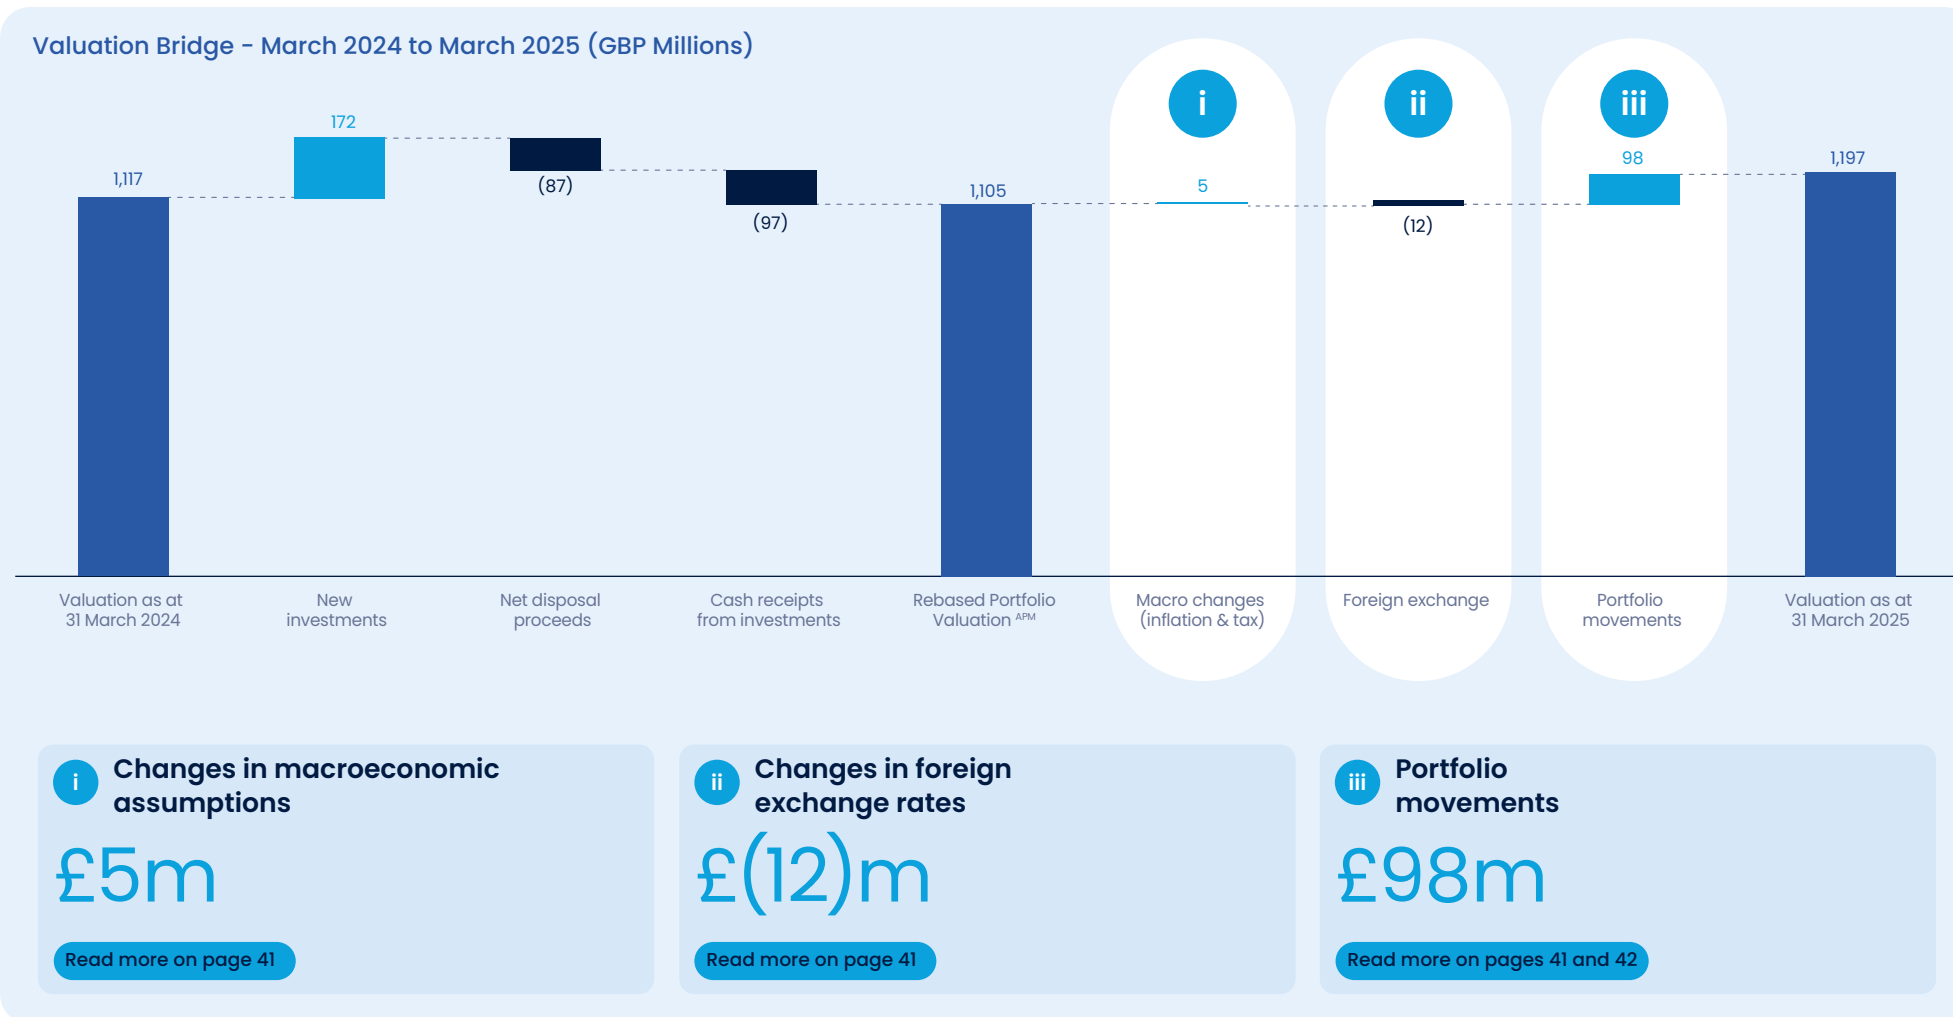 Valuation Bridge - March 2024 to March 2025 (GBP Millions)
i
ii
iii
1,117
172
(87)
(97)
1,105
5
(12)
98
1,197
Valuation as at
31 March 2024
New
investments
Net disposal
proceeds
Cash receipts
from investments
Rebased Portfolio
Valuation APM
Macro changes
(inflation & tax)
Foreign exchange
Portfolio
movements
Valuation as at
31 March 2025
i
Changes in macroeconomic
assumptions
£5m
Read more on page 41
ii
Changes in foreign
exchange rates
£(12)m
Read more on page 41
iii
Portfolio
movements
£98m
Read more on pages 41 and 42